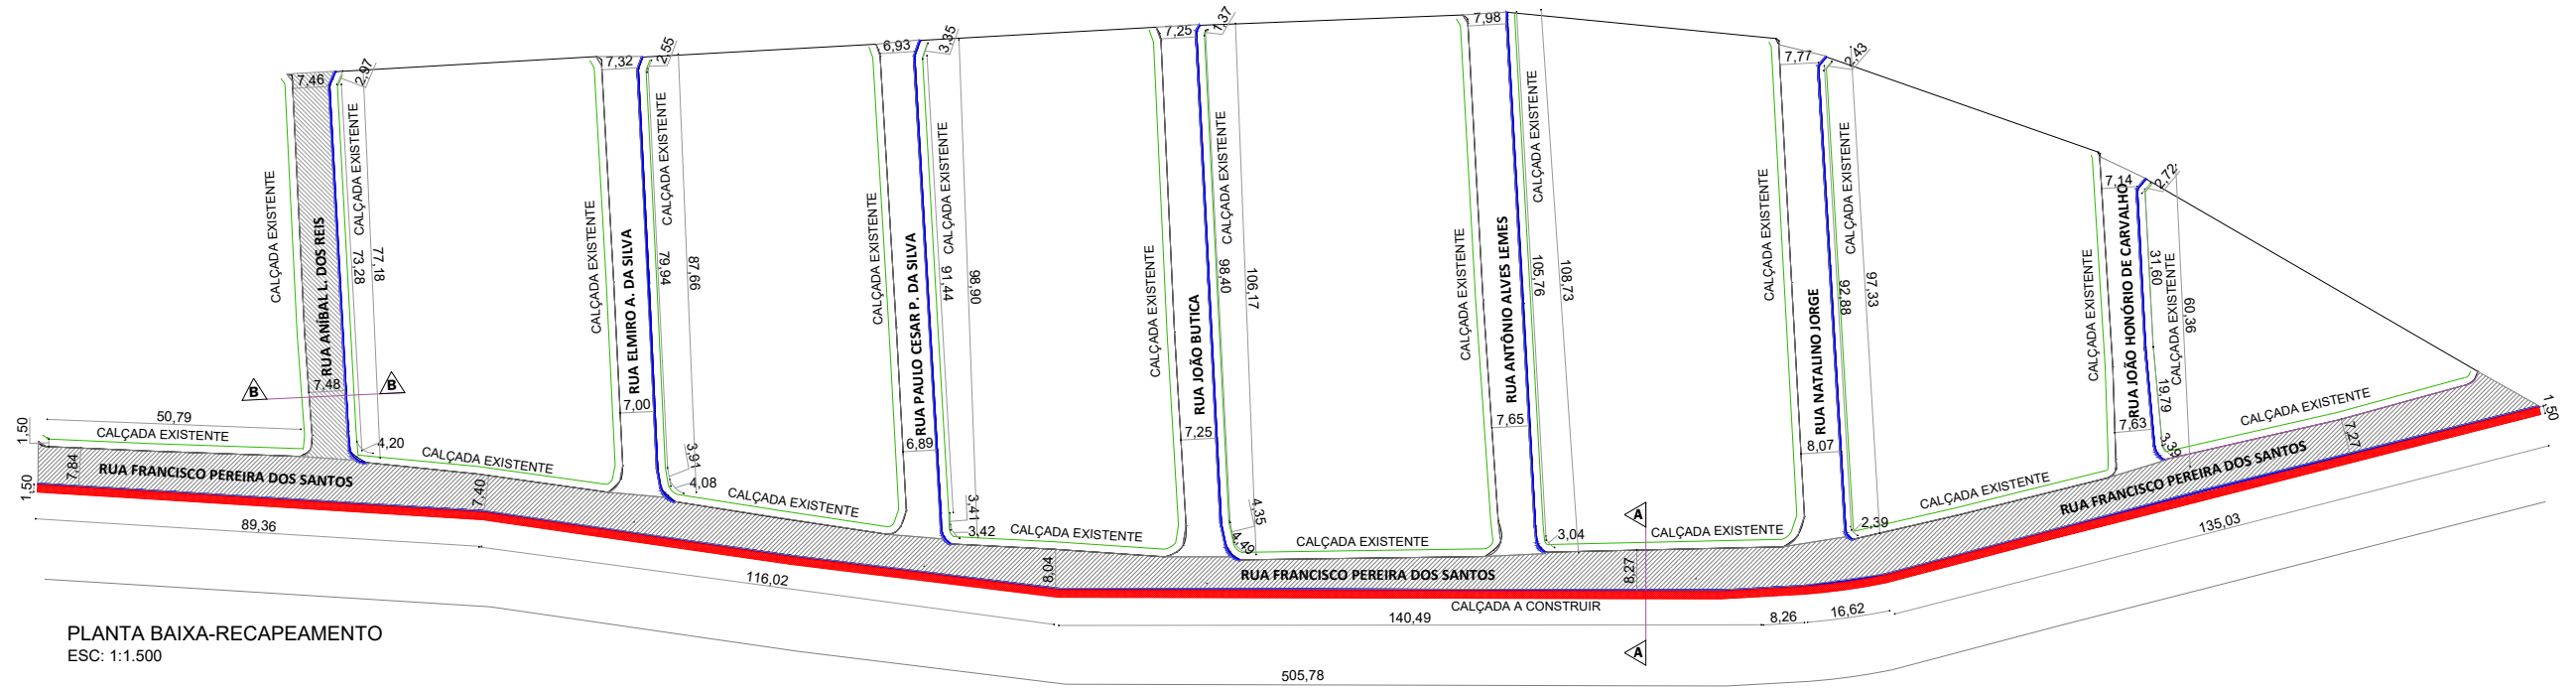 7,46
2,97
7,32
2,55
6,93
3,35
7,25
1,37
7,98
7,77
2,43
7,14
2,72
CALÇADA EXISTENTE
RUA ANÍBAL L. DOS REIS
CALÇADA EXISTENTE
73,28
77,18
7,48
CALÇADA EXISTENTE
RUA ELMIRO A. DA SILVA
CALÇADA EXISTENTE
79,94
87,66
7,00
CALÇADA EXISTENTE
RUA PAULO CESAR P. DA SILVA
CALÇADA EXISTENTE
91,44
98,90
6,89
CALÇADA EXISTENTE
RUA JOÃO BUTICA
CALÇADA EXISTENTE
98,40
106,17
7,25
CALÇADA EXISTENTE
RUA ANTÔNIO ALVES LEMES
CALÇADA EXISTENTE
105,76
108,73
7,65
CALÇADA EXISTENTE
RUA NATALINO JORGE
CALÇADA EXISTENTE
92,88
97,33
8,07
CALÇADA EXISTENTE
RUA JOÃO HONÓRIO DE CARVALHO
31,60
CALÇADA EXISTENTE
60,36
19,79
7,63
3,39
B
B
50,79
1,50
CALÇADA EXISTENTE
4,20
CALÇADA EXISTENTE
3,91
4,08
CALÇADA EXISTENTE
3,41
3,42
CALÇADA EXISTENTE
4,35
4,49
CALÇADA EXISTENTE
3,04
CALÇADA EXISTENTE
2,39
CALÇADA EXISTENTE
CALÇADA EXISTENTE
1,50
7,84
RUA FRANCISCO PEREIRA DOS SANTOS
7,40
8,04
RUA FRANCISCO PEREIRA DOS SANTOS
8,27
A
RUA FRANCISCO PEREIRA DOS SANTOS
7,27
1,50
89,36
116,02
CALÇADA A CONSTRUIR
140,49
8,26
16,62
135,03
A
505,78
PLANTA BAIXA-RECAPEAMENTO
ESC: 1:1.500